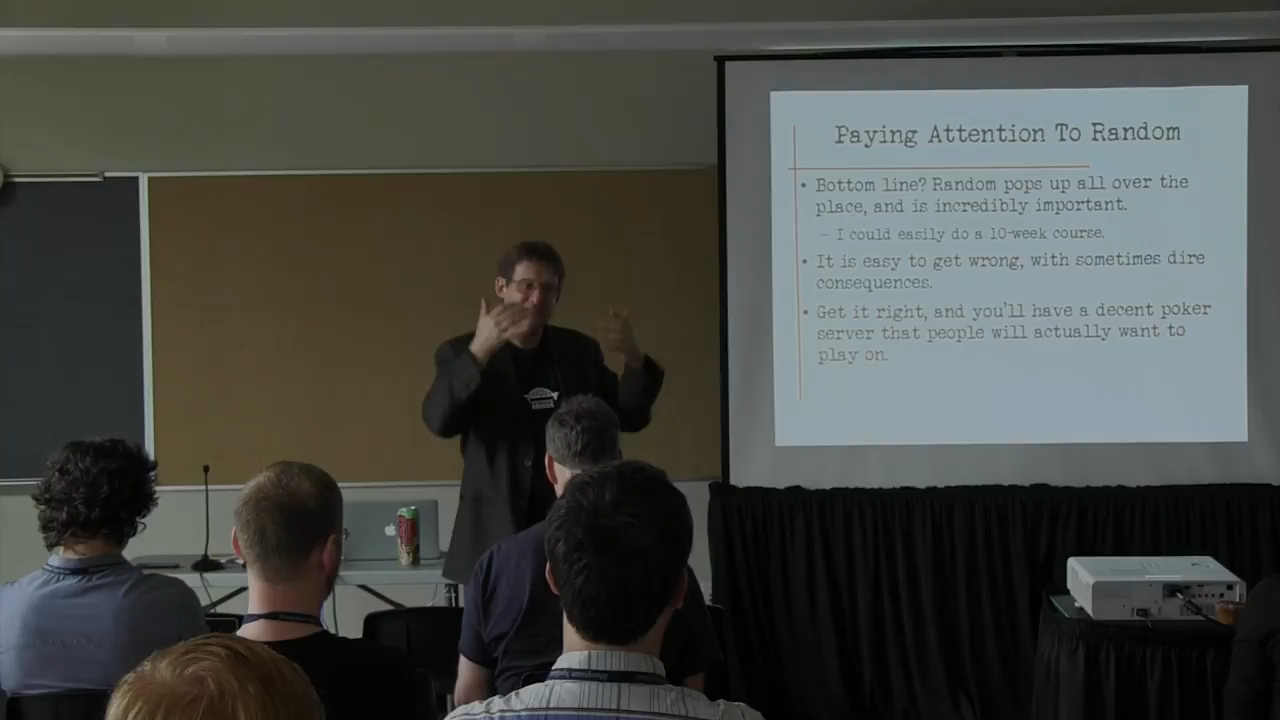 Paying Attention To Random
• Bottom line? Random pops up all over the
place, and is incredibly important.
– I could easily do a 10-week course.
• It is easy to get wrong, with sometimes dire
consequences.
• Get it right, and you'll have a decent poker
server that people will actually want to
play on.